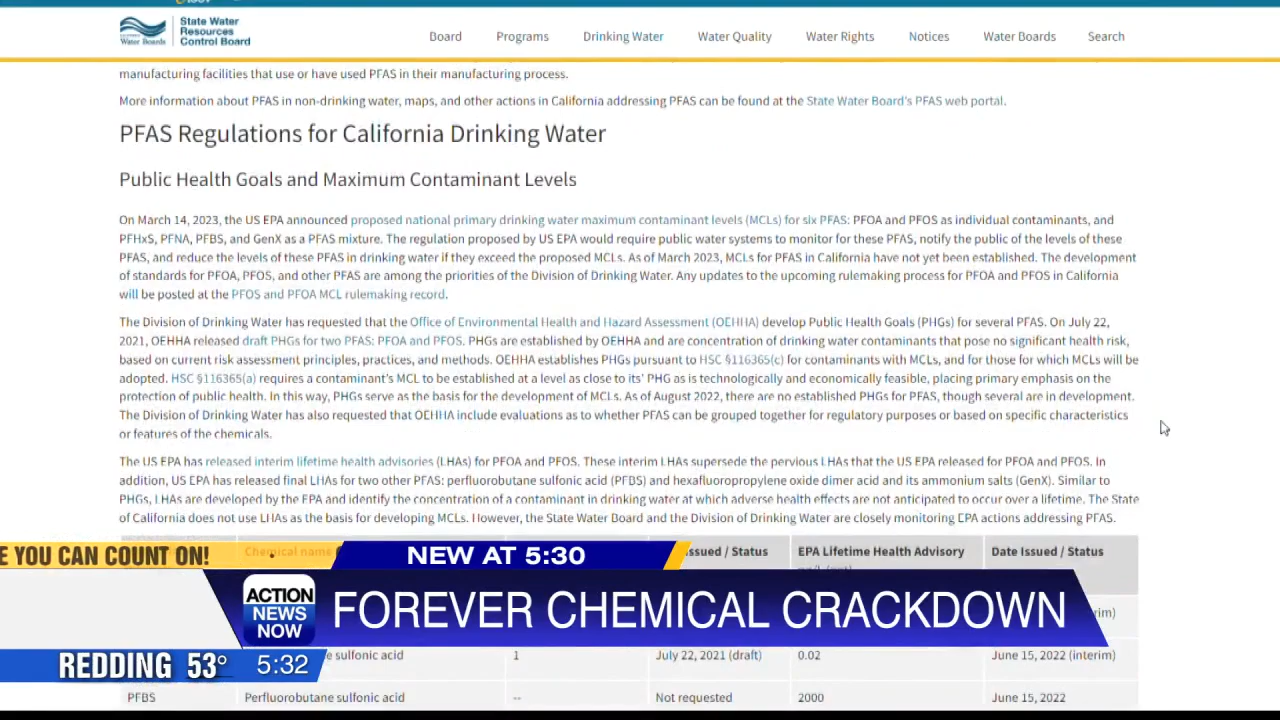 California Water Boards
State Water
Resources
Control Board
Board Programs Drinking Water Water Quality Water Rights Notices Water Boards Search
manufacturing facilities that use or have used PFAS in their manufacturing process.
More information about PFAS in non-drinking water, maps, and other actions in California addressing PFAS can be found at the State Water Board's PFAS web portal.
PFAS Regulations for California Drinking Water
Public Health Goals and Maximum Contaminant Levels
On March 14, 2023, the US EPA announced proposed national primary drinking water maximum contaminant levels (MCLs) for six PFAS: PFOA and PFOS as individual contaminants, and
PFHxS, PFNA, PFBS, and GenX as a PFAS mixture. The regulation proposed by US EPA would require public water systems to monitor for these PFAS, notify the public of the levels of these
PFAS, and reduce the levels of these PFAS in drinking water if they exceed the proposed MCLs. As of March 2023, MCLs for PFAS in California have not yet been established. The development
of standards for PFOA, PFOS, and other PFAS are among the priorities of the Division of Drinking Water. Any updates to the upcoming rulemaking process for PFOA and PFOS in California
will be posted at the PFOS and PFOA MCL rulemaking record.
The Division of Drinking Water has requested that the Office of Environmental Health and Hazard Assessment (OEHHA) develop Public Health Goals (PHGs) for several PFAS. On July 22,
2021, OEHHA released draft PHGs for two PFAS: PFOA and PFOS. PHGs are established by OEHHA and are concentration of drinking water contaminants that pose no significant health risk,
based on current risk assessment principles, practices, and methods. OEHHA establishes PHGs pursuant to HSC §116365(c) for contaminants with MCLs, and for those for which MCLs will be
adopted. HSC §116365(a) requires a contaminant's MCL to be established at a level as close to its' PHG as is technologically and economically feasible, placing primary emphasis on the
protection of public health. In this way, PHGs serve as the basis for the development of MCLs. As of August 2022, there are no established PHGs for PFAS, though several are in development.
The Division of Drinking Water has also requested that OEHHA include evaluations as to whether PFAS can be grouped together for regulatory purposes or based on specific characteristics
or features of the chemicals.
The US EPA has released interim lifetime health advisories (LHAs) for PFOA and PFOS. These interim LHAs supersede the pervious LHAs that the US EPA released for PFOA and PFOS. In
addition, US EPA has released final LHAs for two other PFAS: perfluorobutane sulfonic acid (PFBS) and hexafluoropropylene oxide dimer acid and its ammonium salts (GenX). Similar to
PHGs, LHAs are developed by the EPA and identify the concentration of a contaminant in drinking water at which adverse health effects are not anticipated to occur over a lifetime. The State
of California does not use LHAs as the basis for developing MCLs. However, the State Water Board and the Division of Drinking Water are closely monitoring EPA actions addressing PFAS.
Chemical name Issued / Status EPA Lifetime Health Advisory Date Issued / Status
E YOU CAN COUNT ON!
NEW AT 5:30
ACTION
NEWS
NOW
FOREVER CHEMICAL CRACKDOWN
REDDING 53° 5:32
sulfonic acid 1 July 22, 2021 (draft) 0.02 June 15, 2022 (interim)
PFBS Perfluorobutane sulfonic acid -- Not requested 2000 June 15, 2022